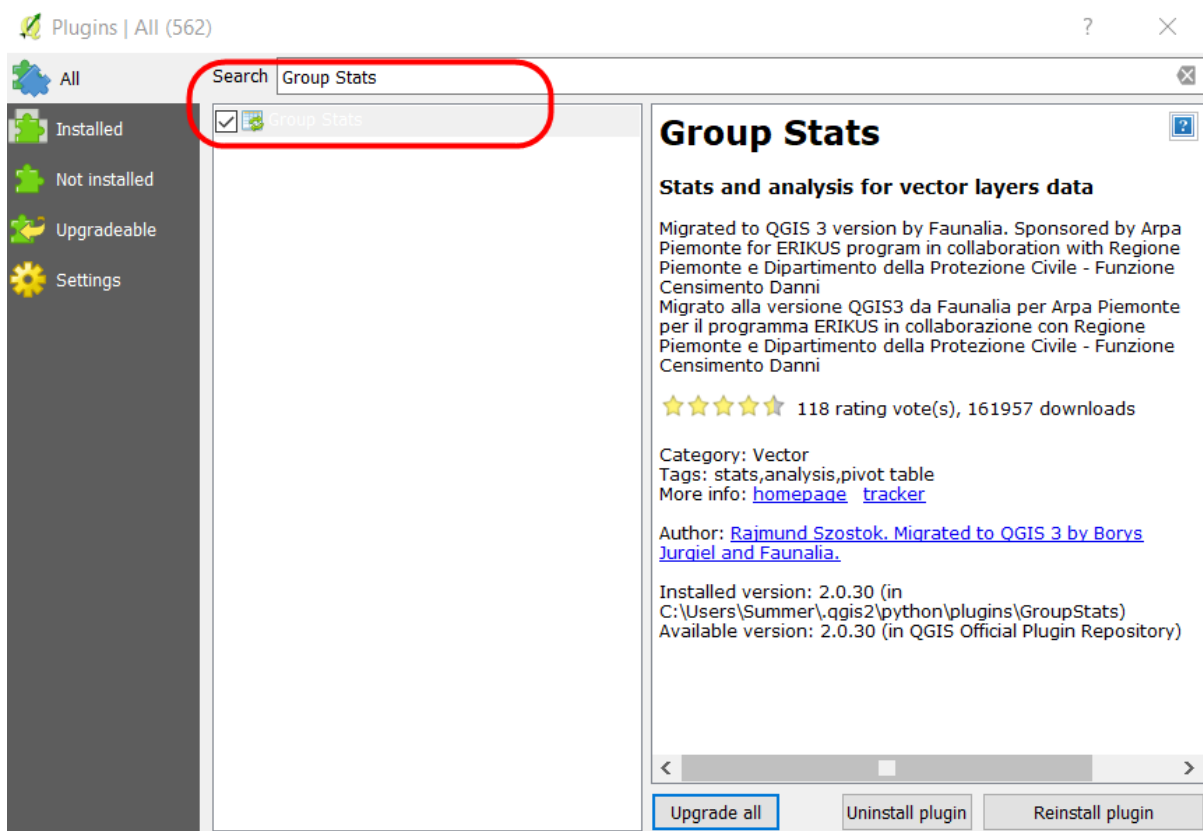 Plugins | All (562)
?
All
Search Group Stats
Installed
Not installed
Upgradeable
Settings
Group Stats
Group Stats
?
Stats and analysis for vector layers data
Migrated to QGIS 3 version by Faunalia. Sponsored by Arpa
Piemonte for ERIKUS program in collaboration with Regione
Piemonte e Dipartimento della Protezione Civile - Funzione
Censimento Danni
Migrato alla versione QGIS3 da Faunalia per Arpa Piemonte
per il programma ERIKUS in collaborazione con Regione
Piemonte e Dipartimento della Protezione Civile - Funzione
Censimento Danni
118 rating vote(s), 161957 downloads
Category: Vector
Tags: stats,analysis,pivot table
More info: homepage tracker
Author: Rajmund Szostok. Migrated to QGIS 3 by Borys
Jurgiel and Faunalia.
Installed version: 2.0.30 (in
C:\Users\Summer\.qgis2\python\plugins\GroupStats)
Available version: 2.0.30 (in QGIS Official Plugin Repository)
Upgrade all Uninstall plugin Reinstall plugin